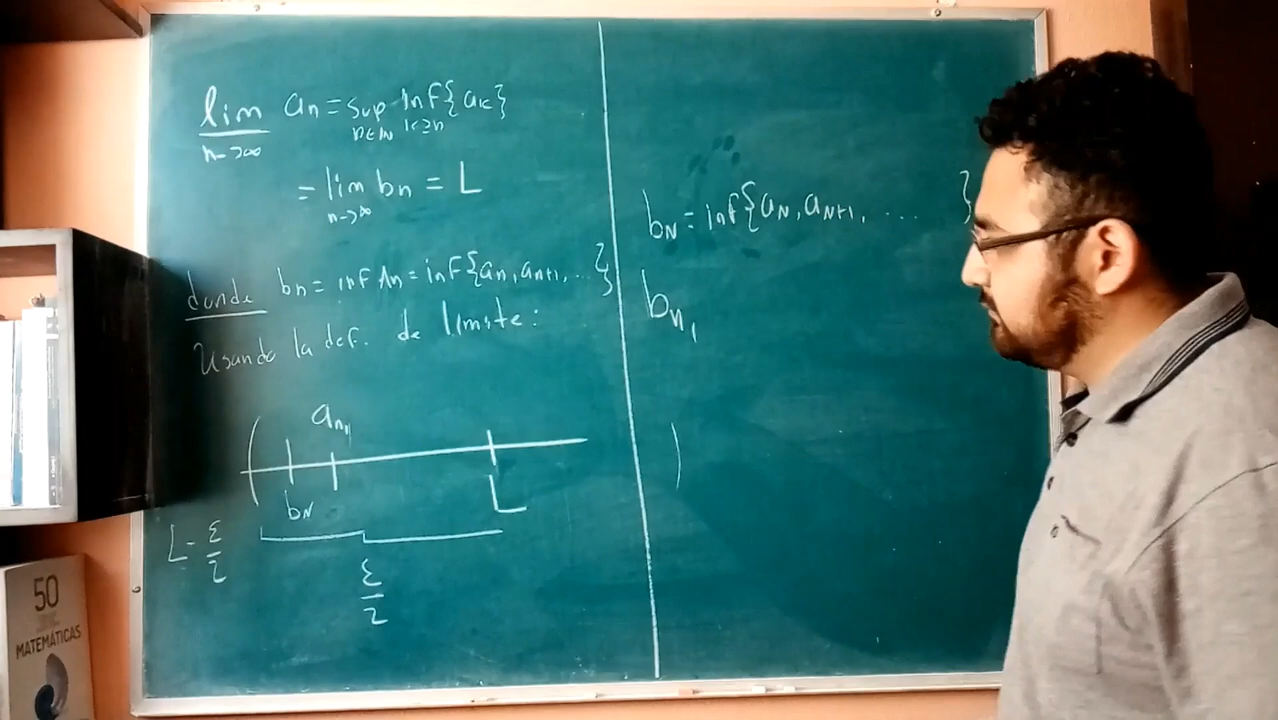 lim an = sup inf{ak}
n→∞ n∈ℕ k≥n
= lim bn = L
n→∞
donde bn = inf An = inf{an, an+1, ...}
Usando la def. de limite:
an₁
bN
L
L - ε/2
ε/2
bN = inf{aN, aN+1, .... }
bn₁
50
MATEMÁTICAS